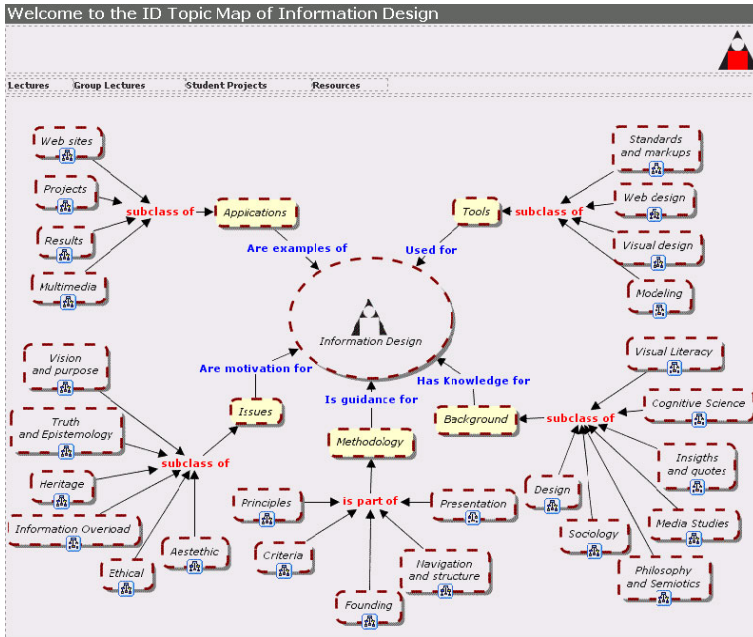 Welcome to the ID Topic Map of Information Design
Lectures
Group Lectures
Student Projects
Resources
Web sites
Projects
subclass of
Applications
Results
Multimedia
Are examples of
Standards
and markups
Tools
subclass of
Web design
Visual design
Modeling
Used for
Information Design
Vision
and purpose
Truth
and Epistemology
Heritage
Information Overload
Ethical
Aestethic
subclass of
Issues
Are motivation for
Is guidance for
Methodology
is part of
Principles
Criteria
Founding
Navigation
and structure
Presentation
Has Knowledge for
Background
subclass of
Visual Literacy
Cognitive Science
Insigths
and quotes
Media Studies
Philosophy
and Semiotics
Sociology
Design